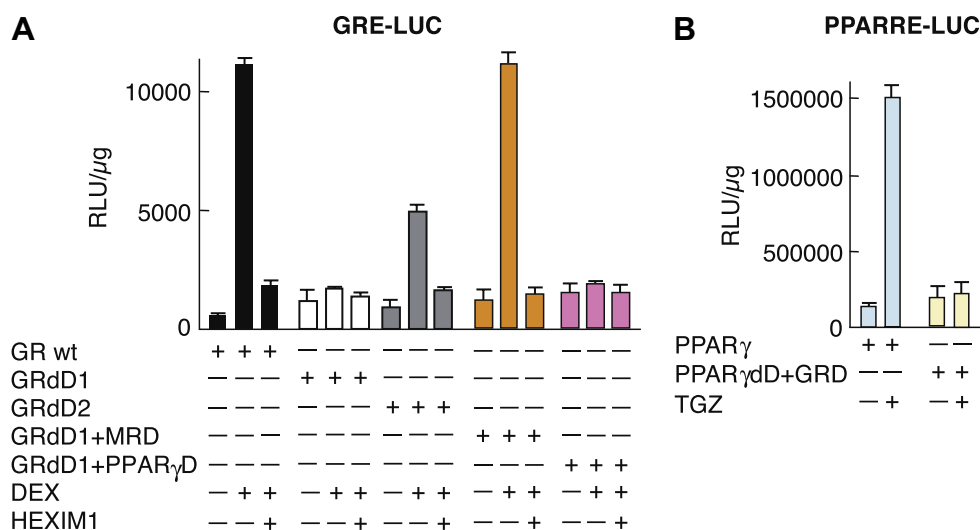 A GRE-LUC
RLU/µg
10000
5000
0
GR wt + + + — — — — — — — — — — — —
GRdD1 — — — + + + — — — — — — — — —
GRdD2 — — — — — — + + + — — — — — —
GRdD1+MRD — — — — — — — — — + + + — — —
GRdD1+PPARγD — — — — — — — — — — — — + + +
DEX — + + — + + — + + — + + — + +
HEXIM1 — — + — — + — — + — — + — — +
B PPARRE-LUC
RLU/µg
1500000
1000000
500000
0
PPARγ + + — —
PPARγdD+GRD — — + +
TGZ — + — +